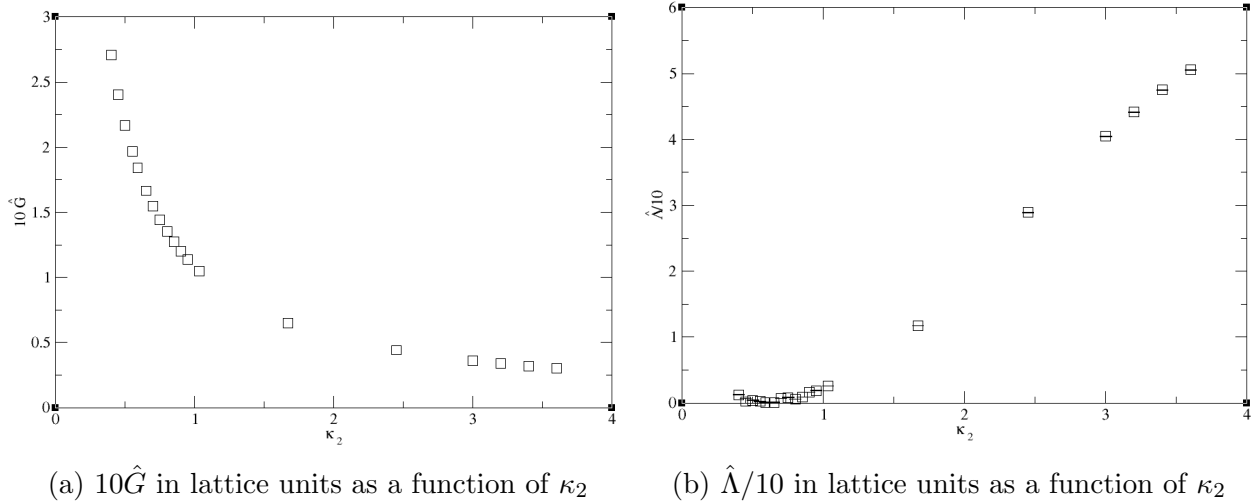 3
2.5
2
1.5
1
0.5
0
10 Ĝ
0 1 2 3 4
κ₂
6
5
4
3
2
1
0
Λ̂/10
0 1 2 3 4
κ₂
(a) 10Ĝ in lattice units as a function of κ₂
(b) Λ̂/10 in lattice units as a function of κ₂